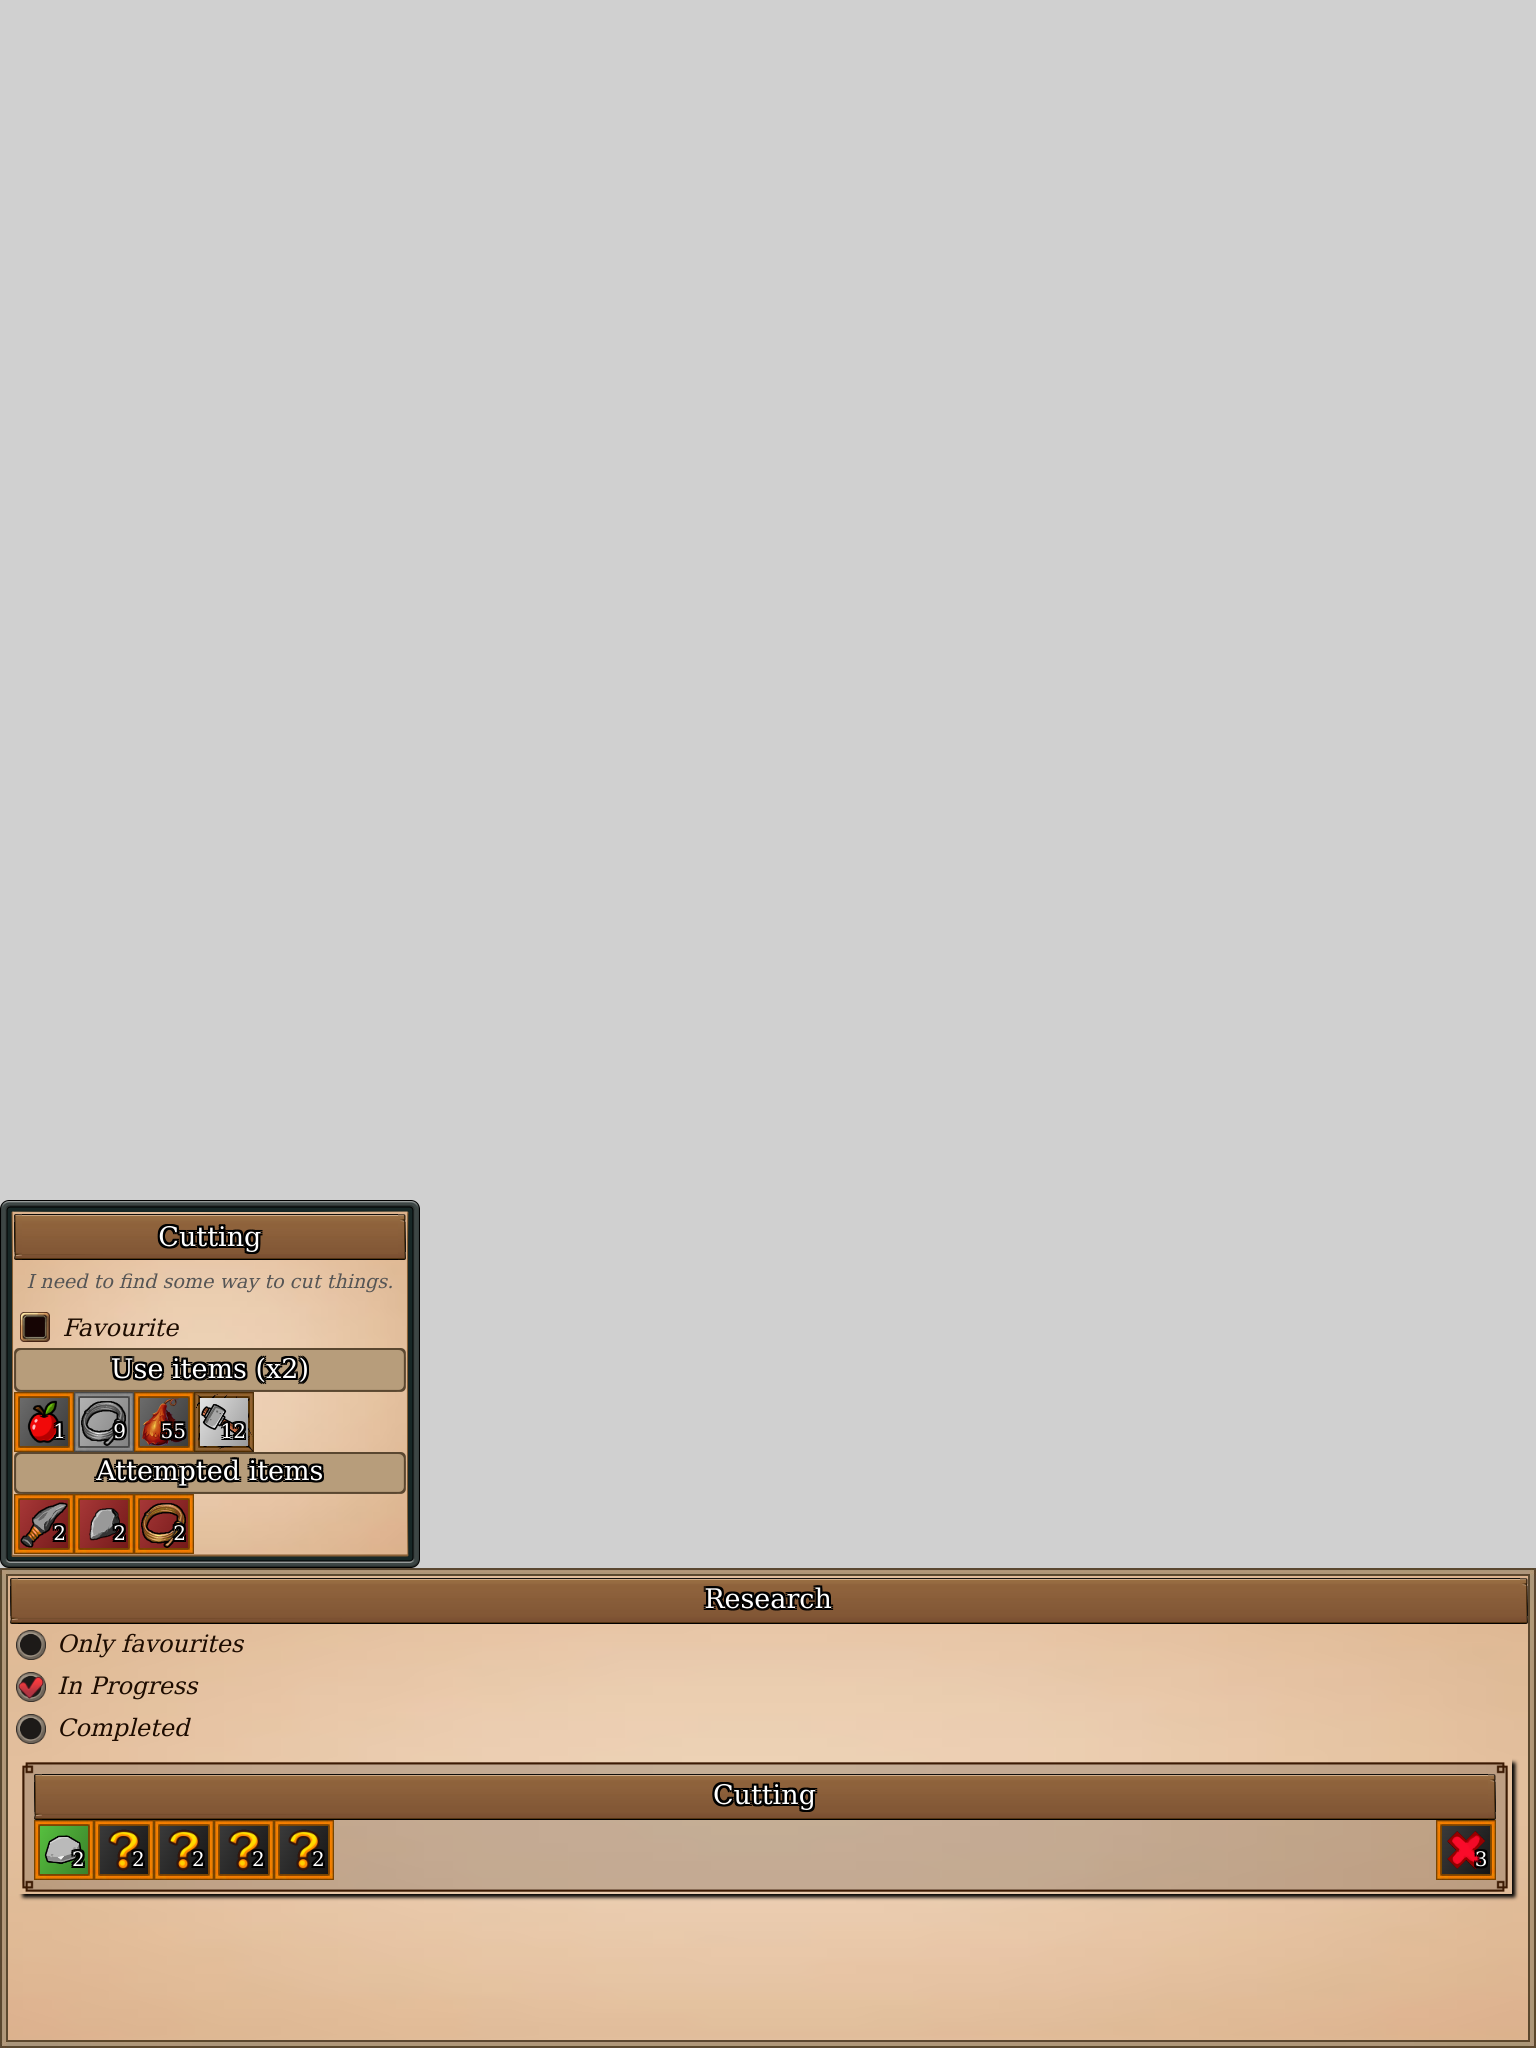 Cutting
I need to find some way to cut things.
Favourite
Use items (x2)
1 9 55 12
Attempted items
2 2 2
Research
Only favourites
In Progress
Completed
Cutting
2 ?2 ?2 ?2 ?2 3